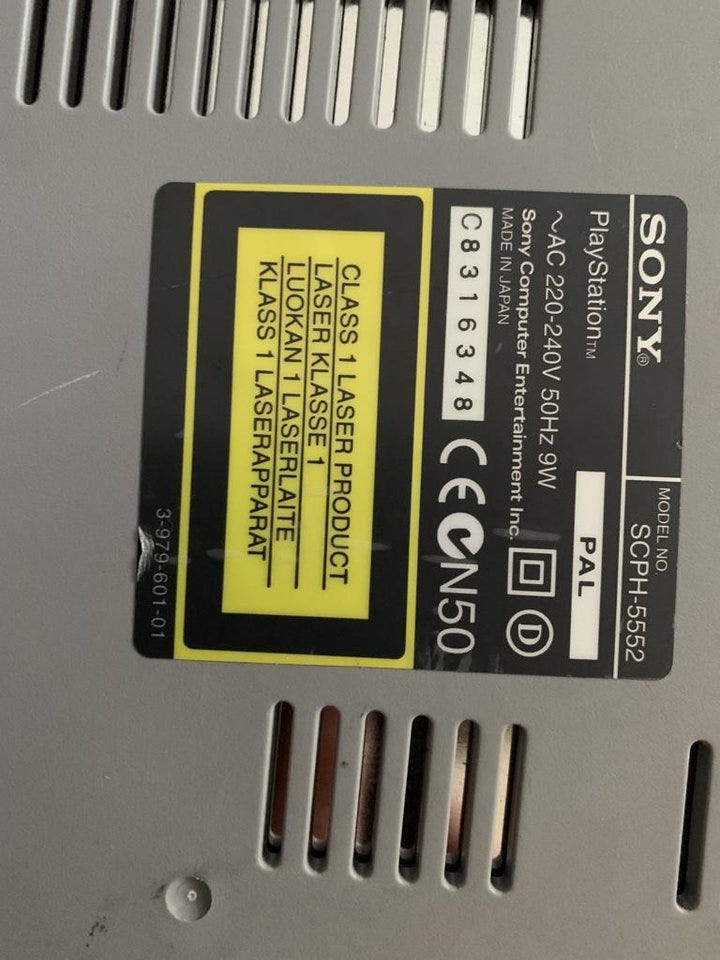 SONY®
MODEL NO.
SCPH-5552
PlayStation™
PAL
~AC 220-240V 50Hz 9W
Sony Computer Entertainment Inc.
MADE IN JAPAN
D
C8316348
CE
N50
CLASS 1 LASER PRODUCT
LASER KLASSE 1
LUOKAN 1 LASERLAITE
KLASS 1 LASERAPPARAT
3-979-601-01